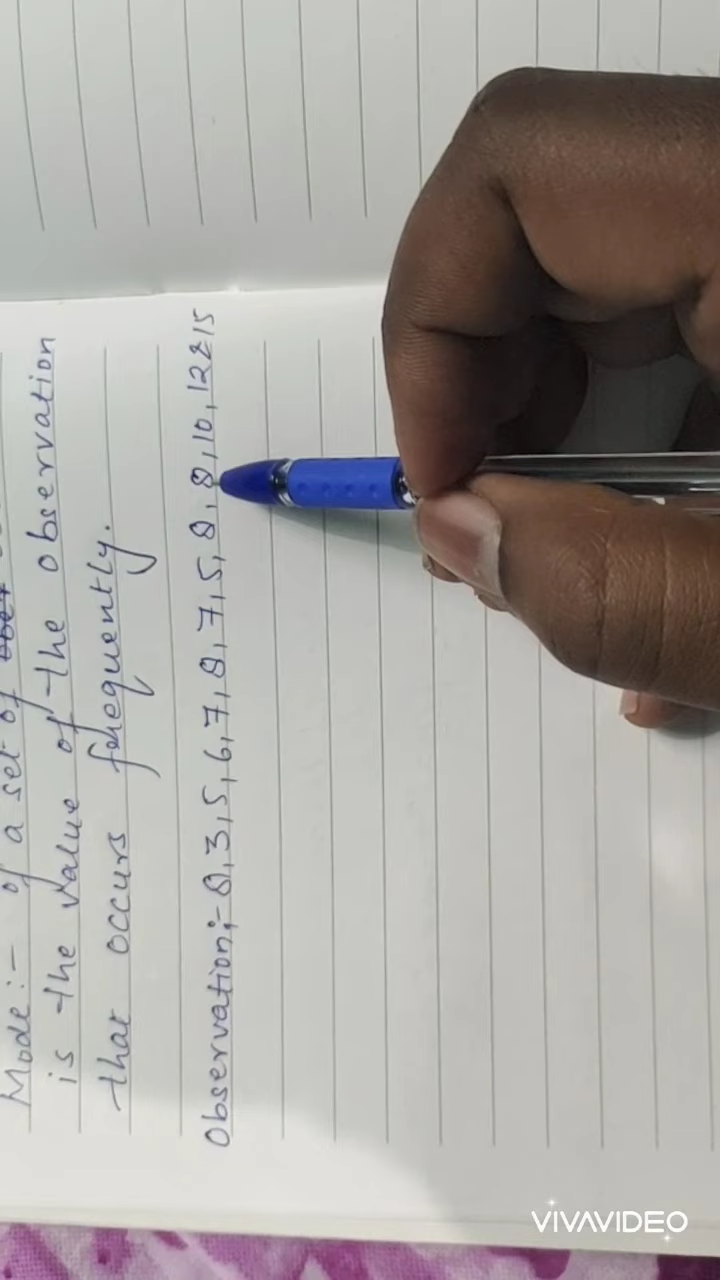 Mode :- of a set of
is the value of the observation
that occurs frequently.
Observation:- 8, 3, 5, 6, 7, 8, 7, 5, 8, 8, 10, 12 & 15
VIVAVIDEO